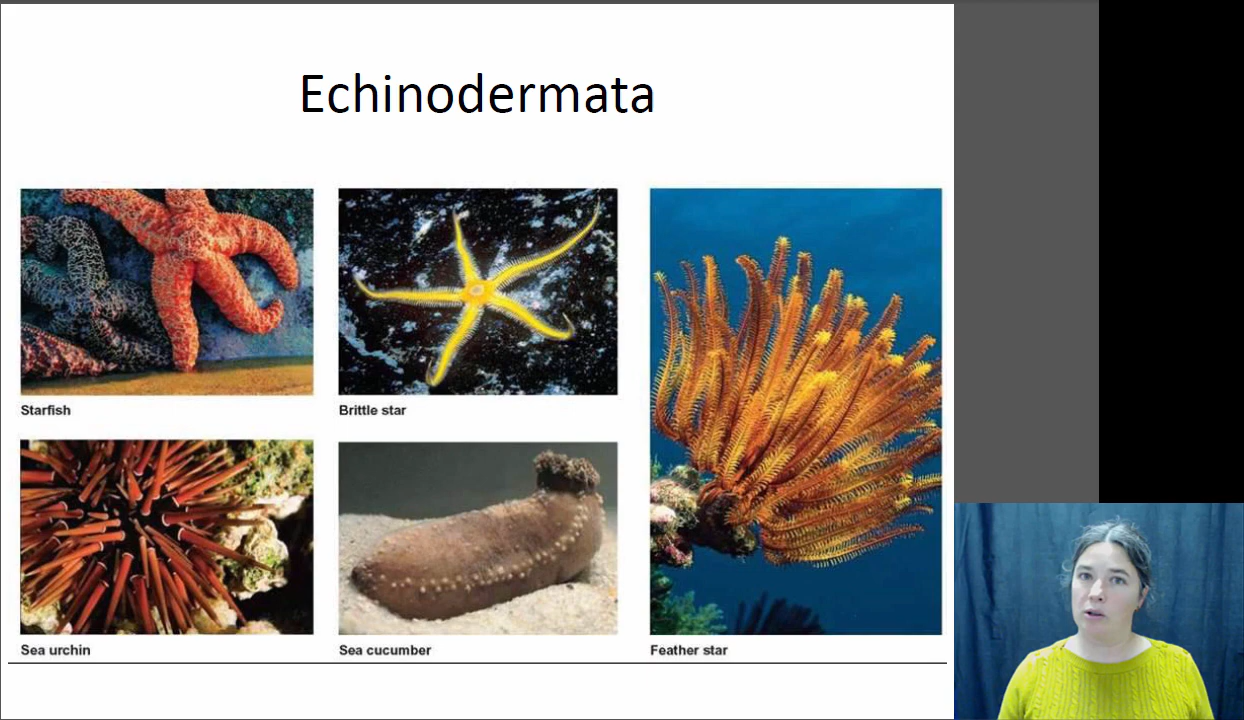 Echinodermata
Starfish
Brittle star
Sea urchin
Sea cucumber
Feather star